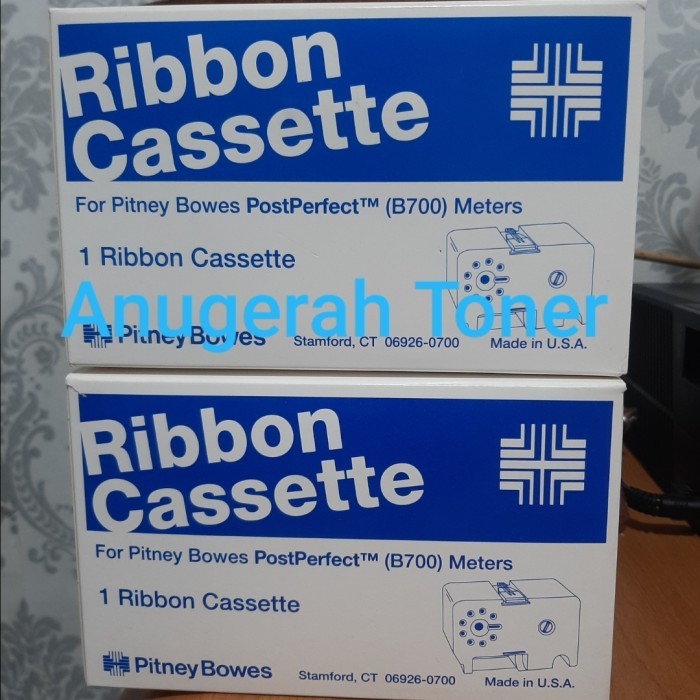 Ribbon
Cassette
For Pitney Bowes PostPerfect™ (B700) Meters
1 Ribbon Cassette
Anugerah Toner
Pitney Bowes Stamford, CT 06926-0700 Made in U.S.A.
Ribbon
Cassette
For Pitney Bowes PostPerfect™ (B700) Meters
1 Ribbon Cassette
Pitney Bowes Stamford, CT 06926-0700 Made in U.S.A.